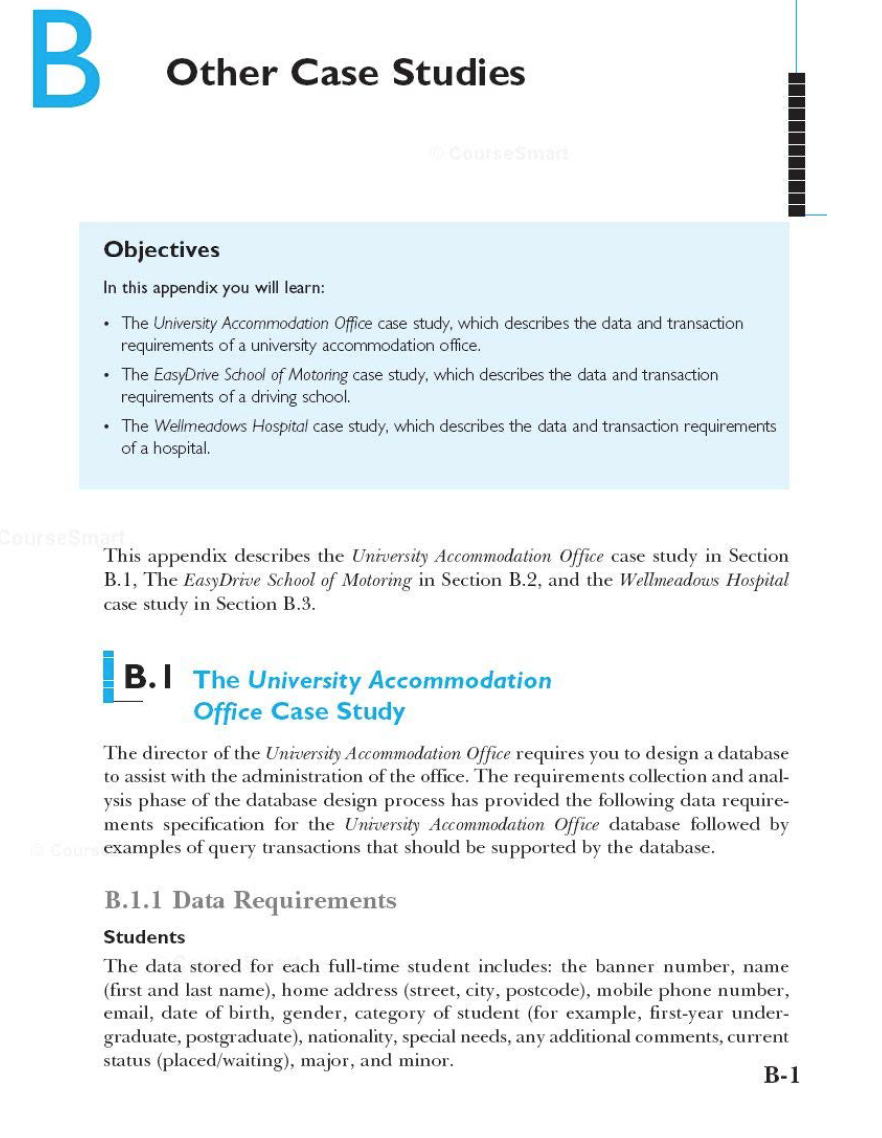 B
Other Case Studies
© CourseSmart
Objectives
In this appendix you will learn:
• The University Accommodation Office case study, which describes the data and transaction
requirements of a university accommodation office.
• The EasyDrive School of Motoring case study, which describes the data and transaction
requirements of a driving school.
• The Wellmeadows Hospital case study, which describes the data and transaction requirements
of a hospital.
CourseSmart
This appendix describes the University Accommodation Office case study in Section
B.1, The EasyDrive School of Motoring in Section B.2, and the Wellmeadows Hospital
case study in Section B.3.
B.1 The University Accommodation
Office Case Study
The director of the University Accommodation Office requires you to design a database
to assist with the administration of the office. The requirements collection and anal-
ysis phase of the database design process has provided the following data require-
ments specification for the University Accommodation Office database followed by
© Cours
examples of query transactions that should be supported by the database.
B.1.1 Data Requirements
Students
The data stored for each full-time student includes: the banner number, name
(first and last name), home address (street, city, postcode), mobile phone number,
email, date of birth, gender, category of student (for example, first-year under-
graduate, postgraduate), nationality, special needs, any additional comments, current
status (placed/waiting), major, and minor.
B-1